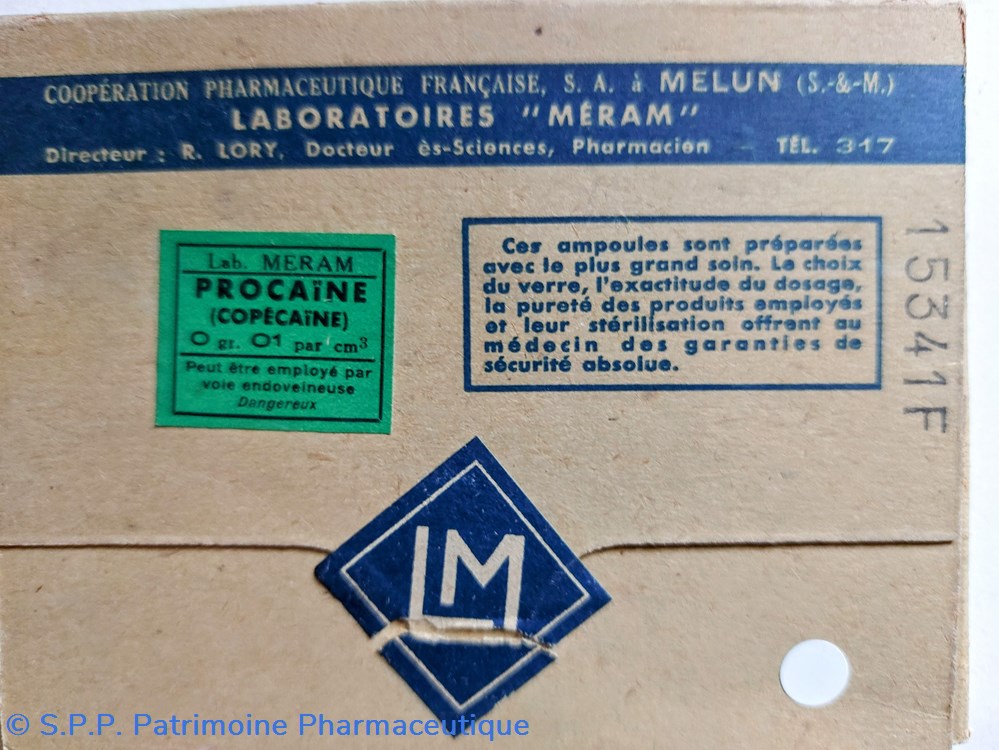 COOPÉRATION PHARMACEUTIQUE FRANÇAISE, S. A. à MELUN (S.-&-M.)
LABORATOIRES "MÉRAM"
Directeur : R. LORY, Docteur ès-Sciences, Pharmacien – TÉL. 317
Lab. MERAM
PROCAÏNE
(COPÉCAÏNE)
0 gr. 01 par cm³
Peut être employé par
voie endoveineuse
Dangereux
Ces ampoules sont préparées
avec le plus grand soin. Le choix
du verre, l'exactitude du dosage,
la pureté des produits employés
et leur stérilisation offrent au
médecin des garanties de
sécurité absolue.
15341F
LM
© S.P.P. Patrimoine Pharmaceutique